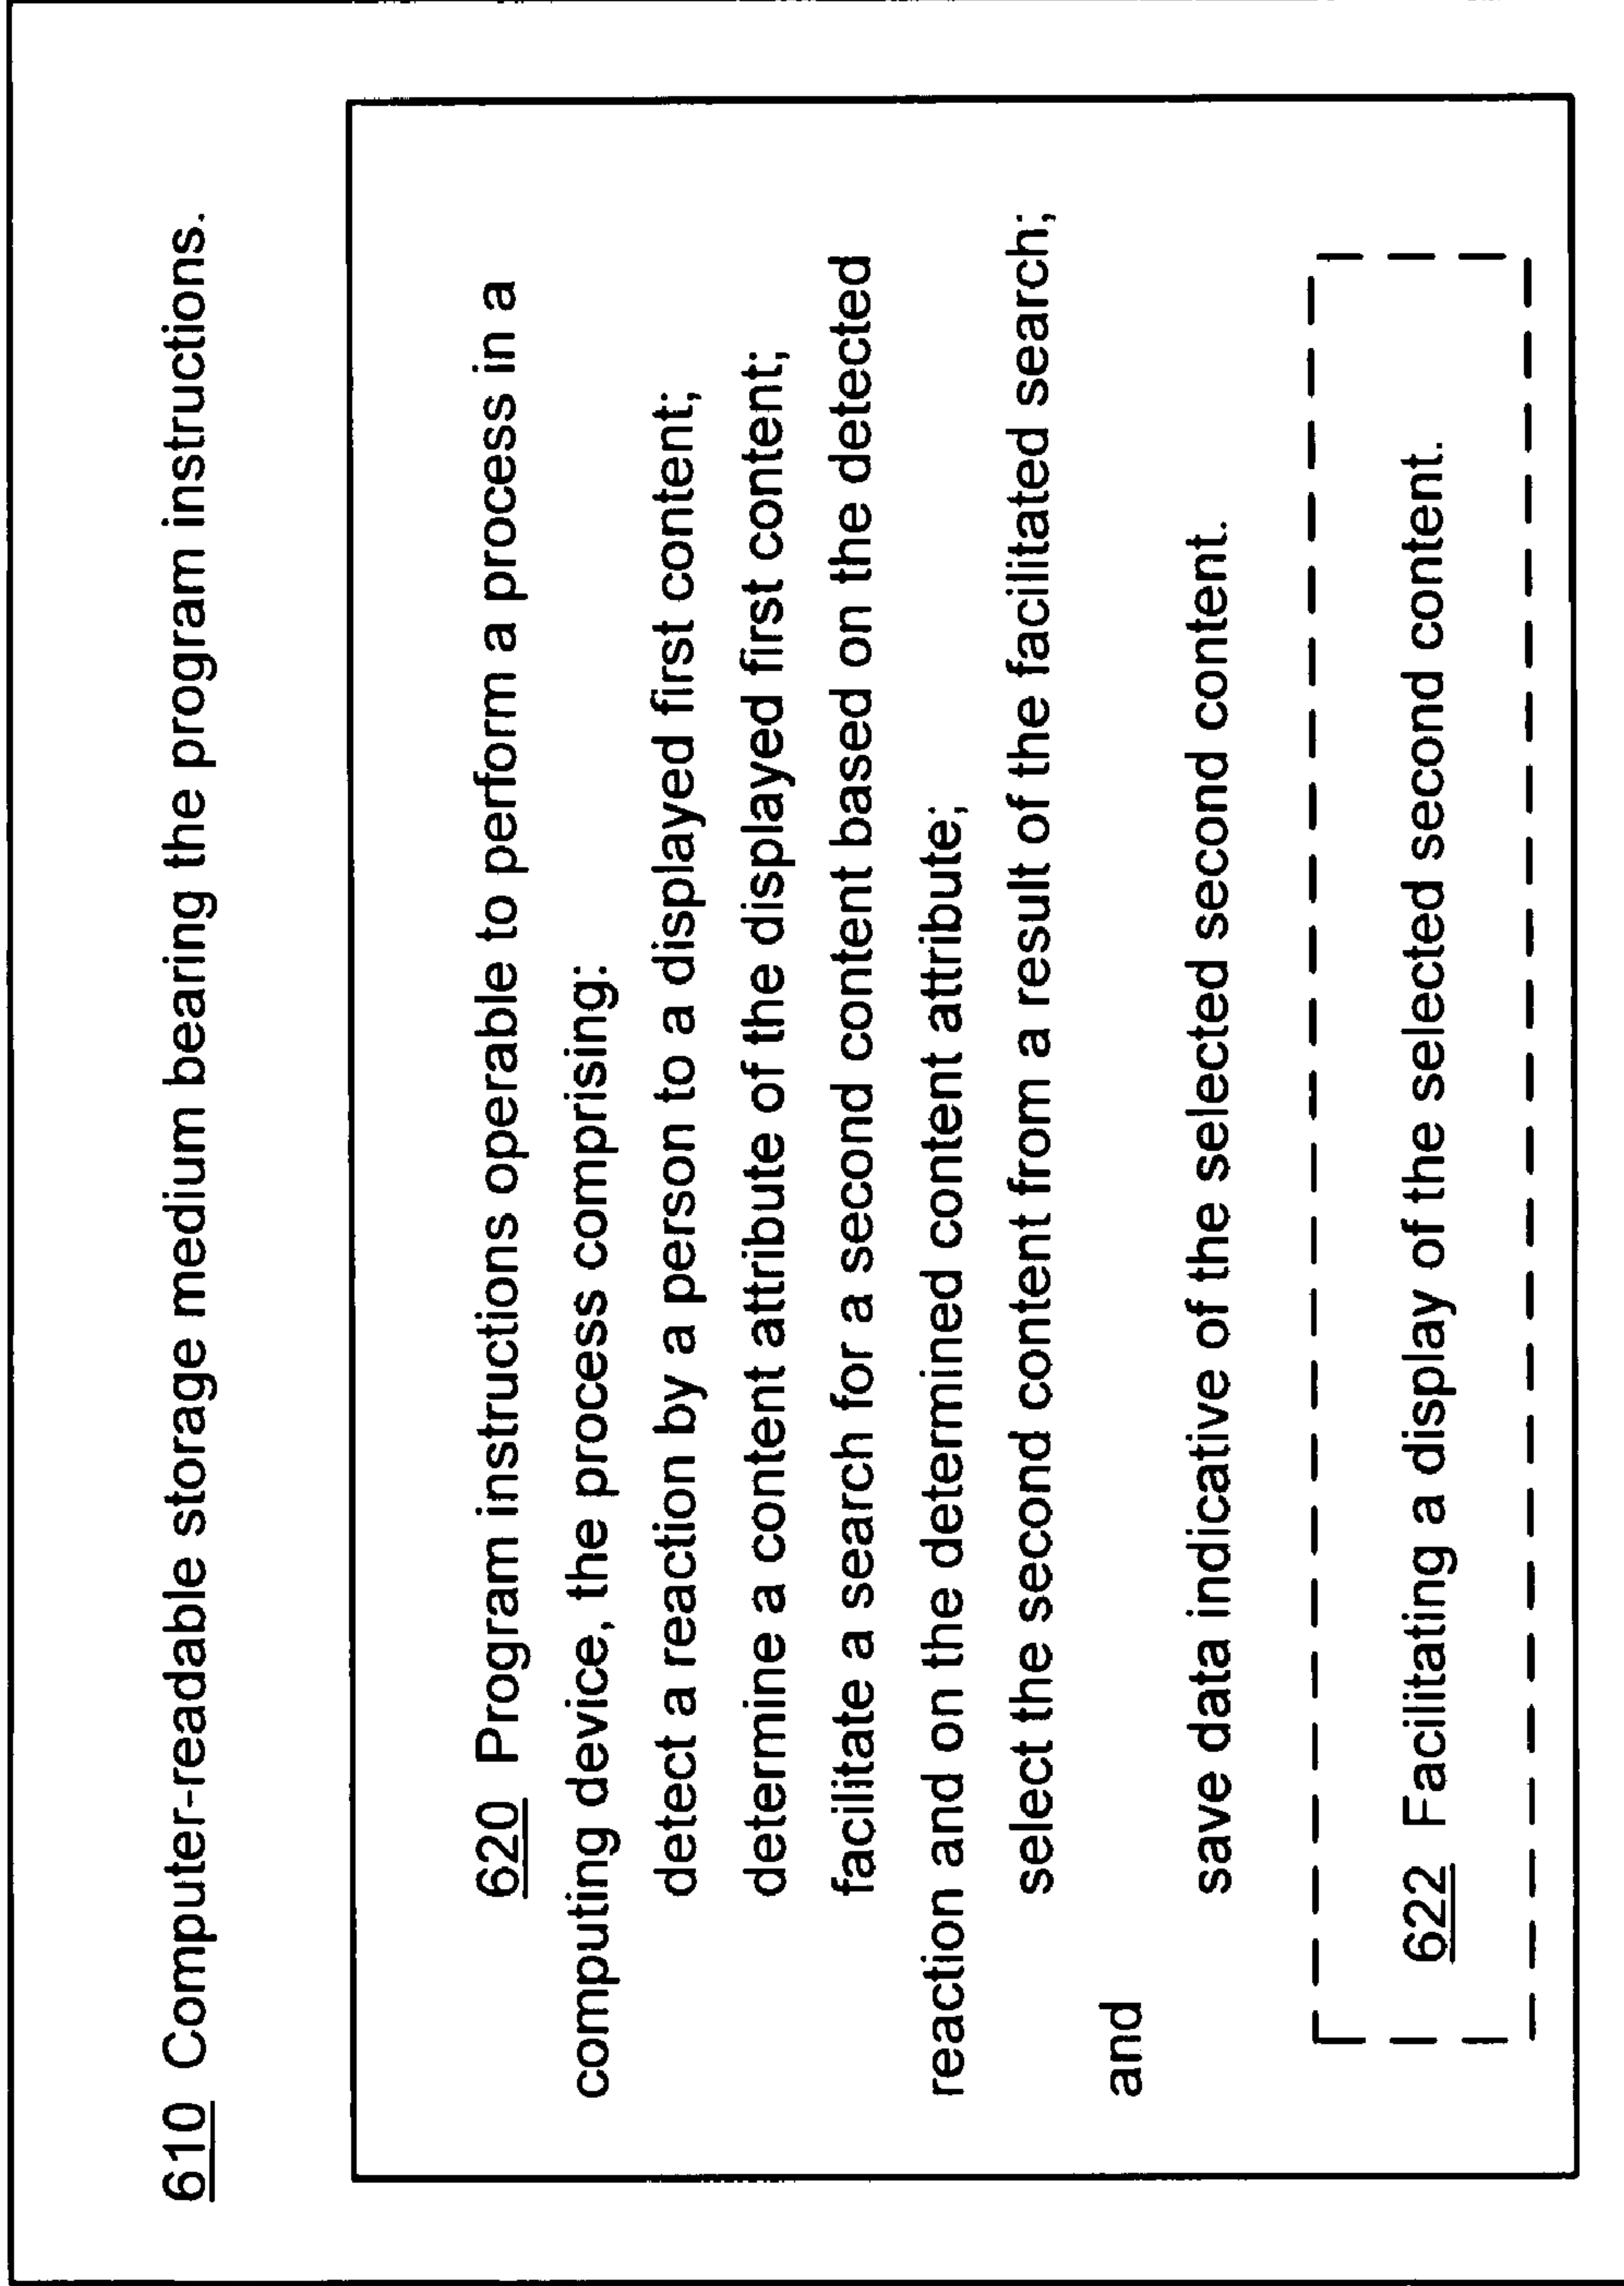 610 Computer-readable storage medium bearing the program instructions.
620 Program instructions operable to perform a process in a
computing device, the process comprising:
detect a reaction by a person to a displayed first content;
determine a content attribute of the displayed first content;
facilitate a search for a second content based on the detected
reaction and on the determined content attribute;
select the second content from a result of the facilitated search;
and
save data indicative of the selected second content.
622 Facilitating a display of the selected second content.